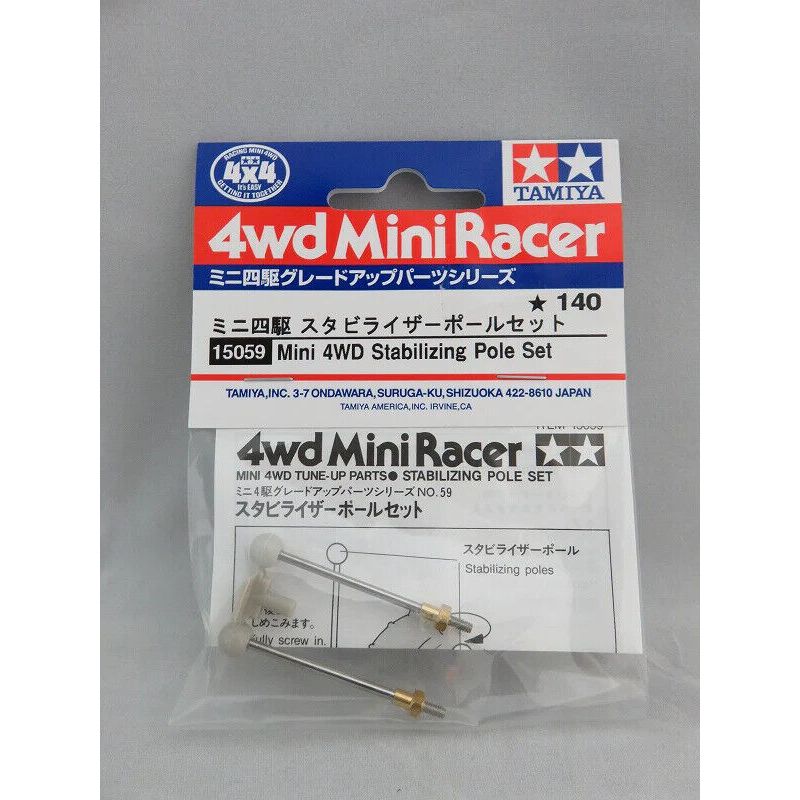 RACING MINI 4WD
4x4
It's EASY
GETTING IT TOGETHER
TAMIYA
4wd Mini Racer
ミニ四駆グレードアップパーツシリーズ
★ 140
ミニ四駆 スタビライザーポールセット
15059 Mini 4WD Stabilizing Pole Set
TAMIYA,INC. 3-7 ONDAWARA,SURUGA-KU,SHIZUOKA 422-8610 JAPAN
TAMIYA AMERICA,INC. IRVINE,CA
ITEM 15059
4wd Mini Racer
MINI 4WD TUNE-UP PARTS● STABILIZING POLE SET
ミニ4駆グレードアップパーツシリーズ NO. 59
スタビライザーポールセット
スタビライザーポール
Stabilizing poles
しめこみます。
fully screw in.